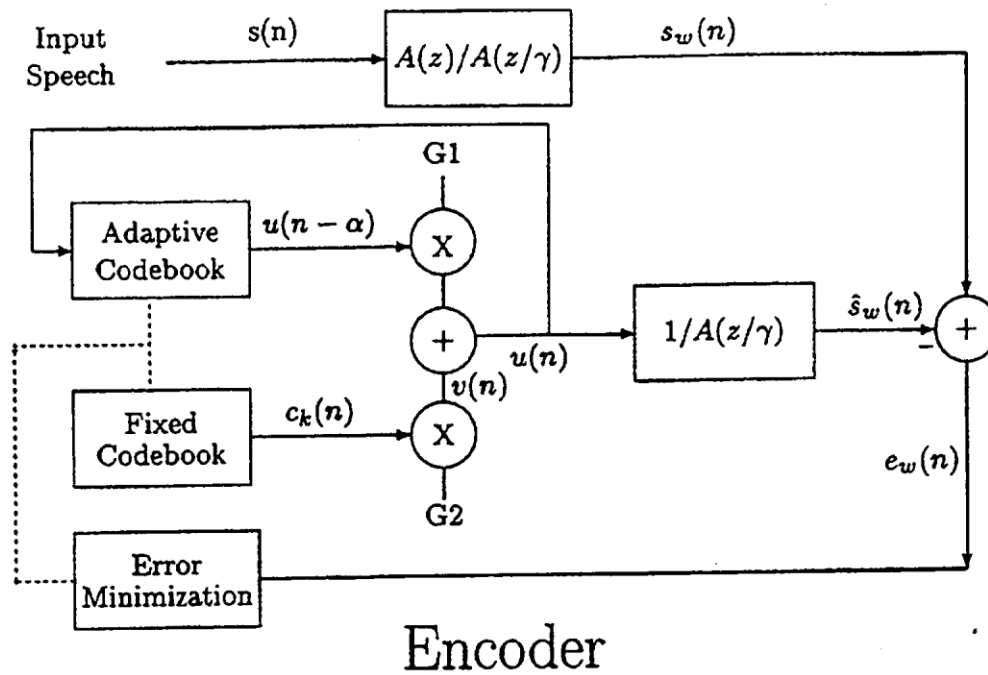 Input
Speech
s(n)
A(z)/A(z/γ)
s_w(n)
G1
Adaptive
Codebook
u(n − α)
X
+
u(n)
1/A(z/γ)
ŝ_w(n)
+
−
v(n)
Fixed
Codebook
c_k(n)
X
G2
e_w(n)
Error
Minimization
Encoder